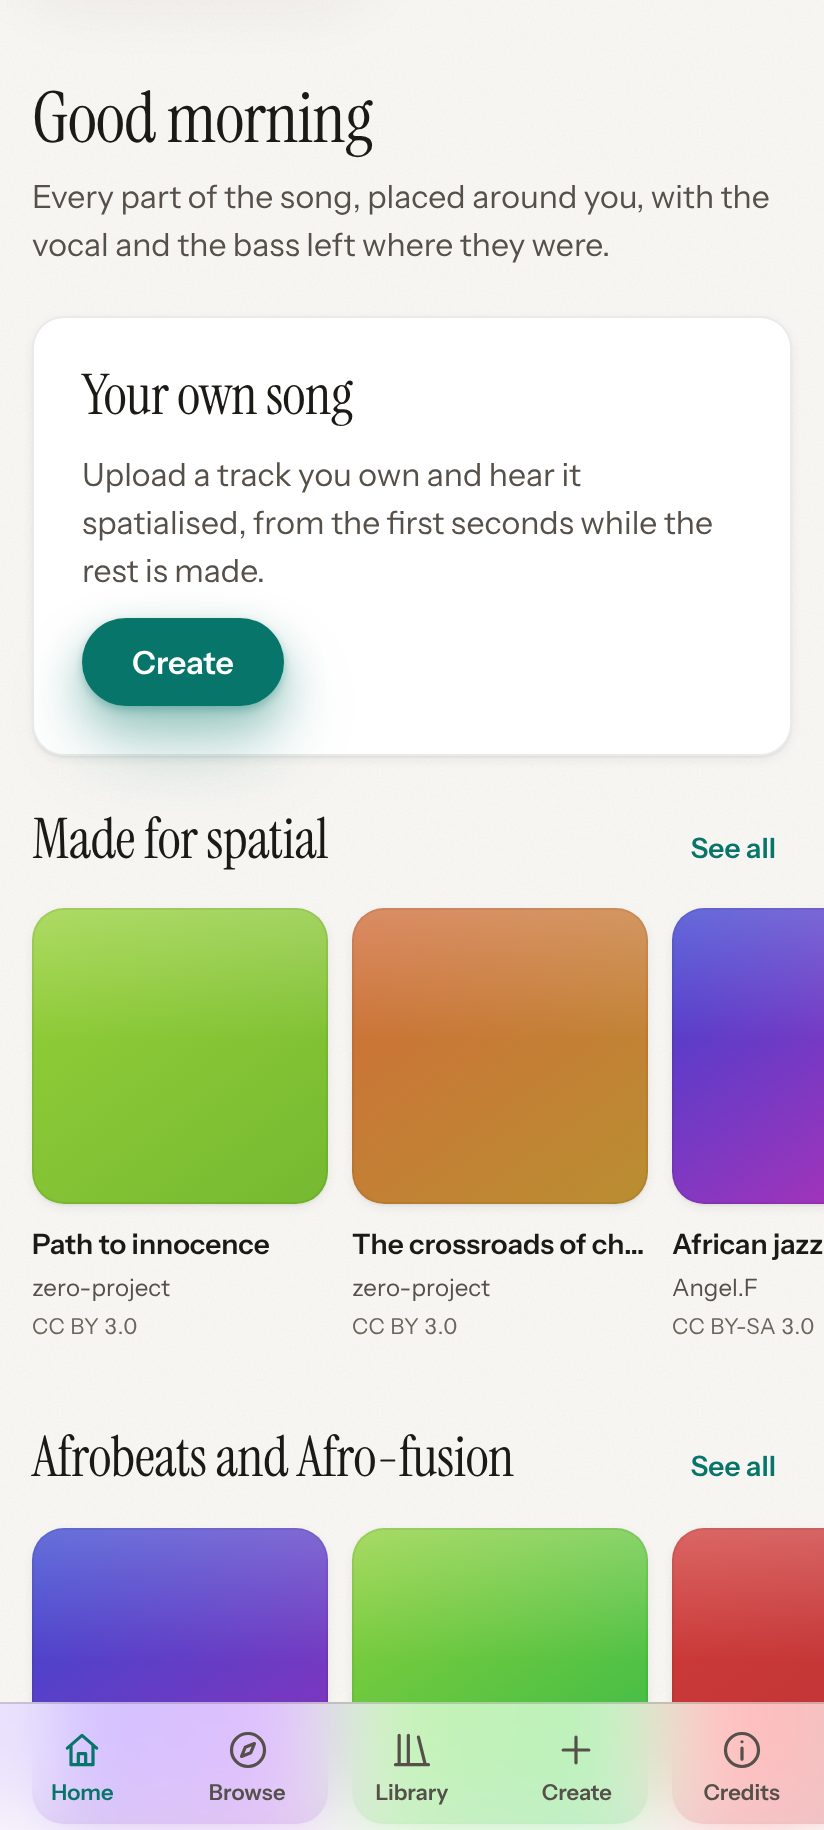 Good morning
Every part of the song, placed around you, with the
vocal and the bass left where they were.
Your own song
Upload a track you own and hear it
spatialised, from the first seconds while the
rest is made.
Create
Made for spatial
See all
Path to innocence
The crossroads of ch...
African jazz
zero-project
zero-project
Angel.F
CC BY 3.0
CC BY 3.0
CC BY-SA 3.0
Afrobeats and Afro-fusion
See all
Home
Browse
Library
Create
Credits